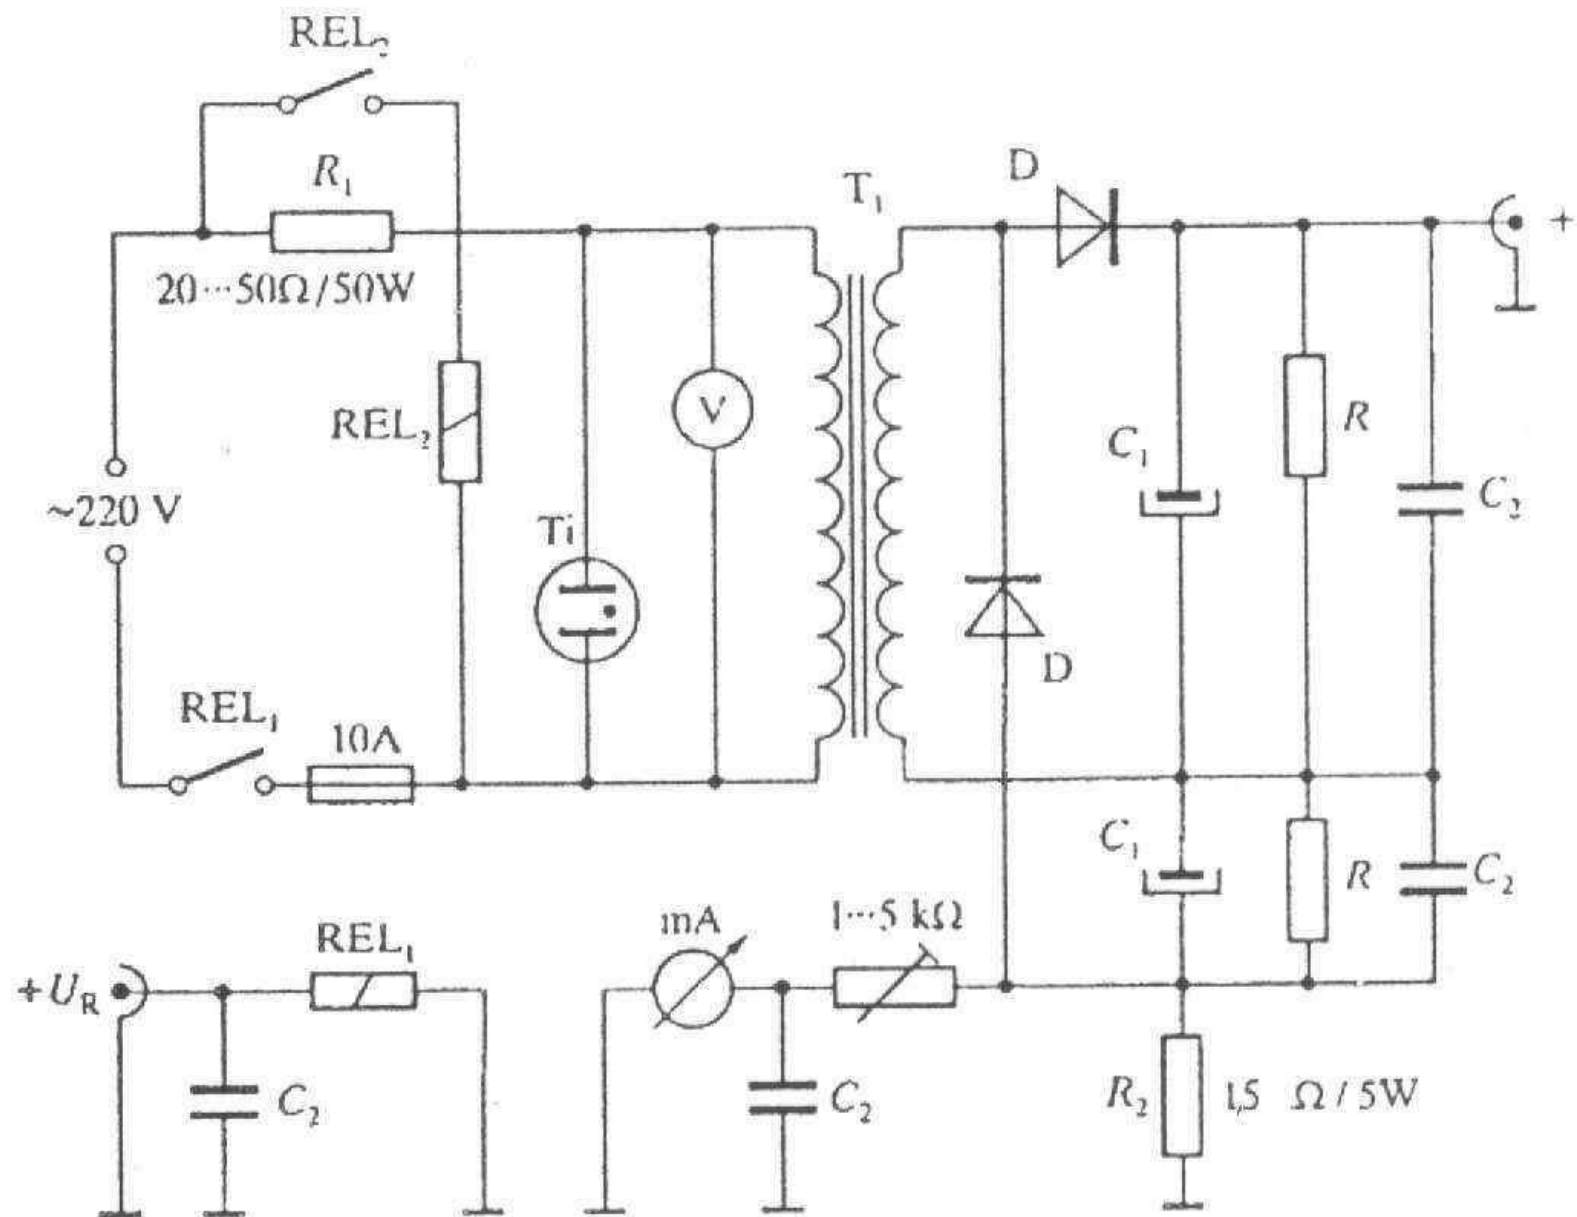 REL₂
R₁
20···50Ω/50W
T₁
D
+
REL₂
V
C₁
R
C₂
~220 V
Ti
D
REL₁
10A
C₁
R
C₂
mA
1···5 kΩ
REL₁
+U_R
C₂
C₂
R₂
1,5 Ω / 5W